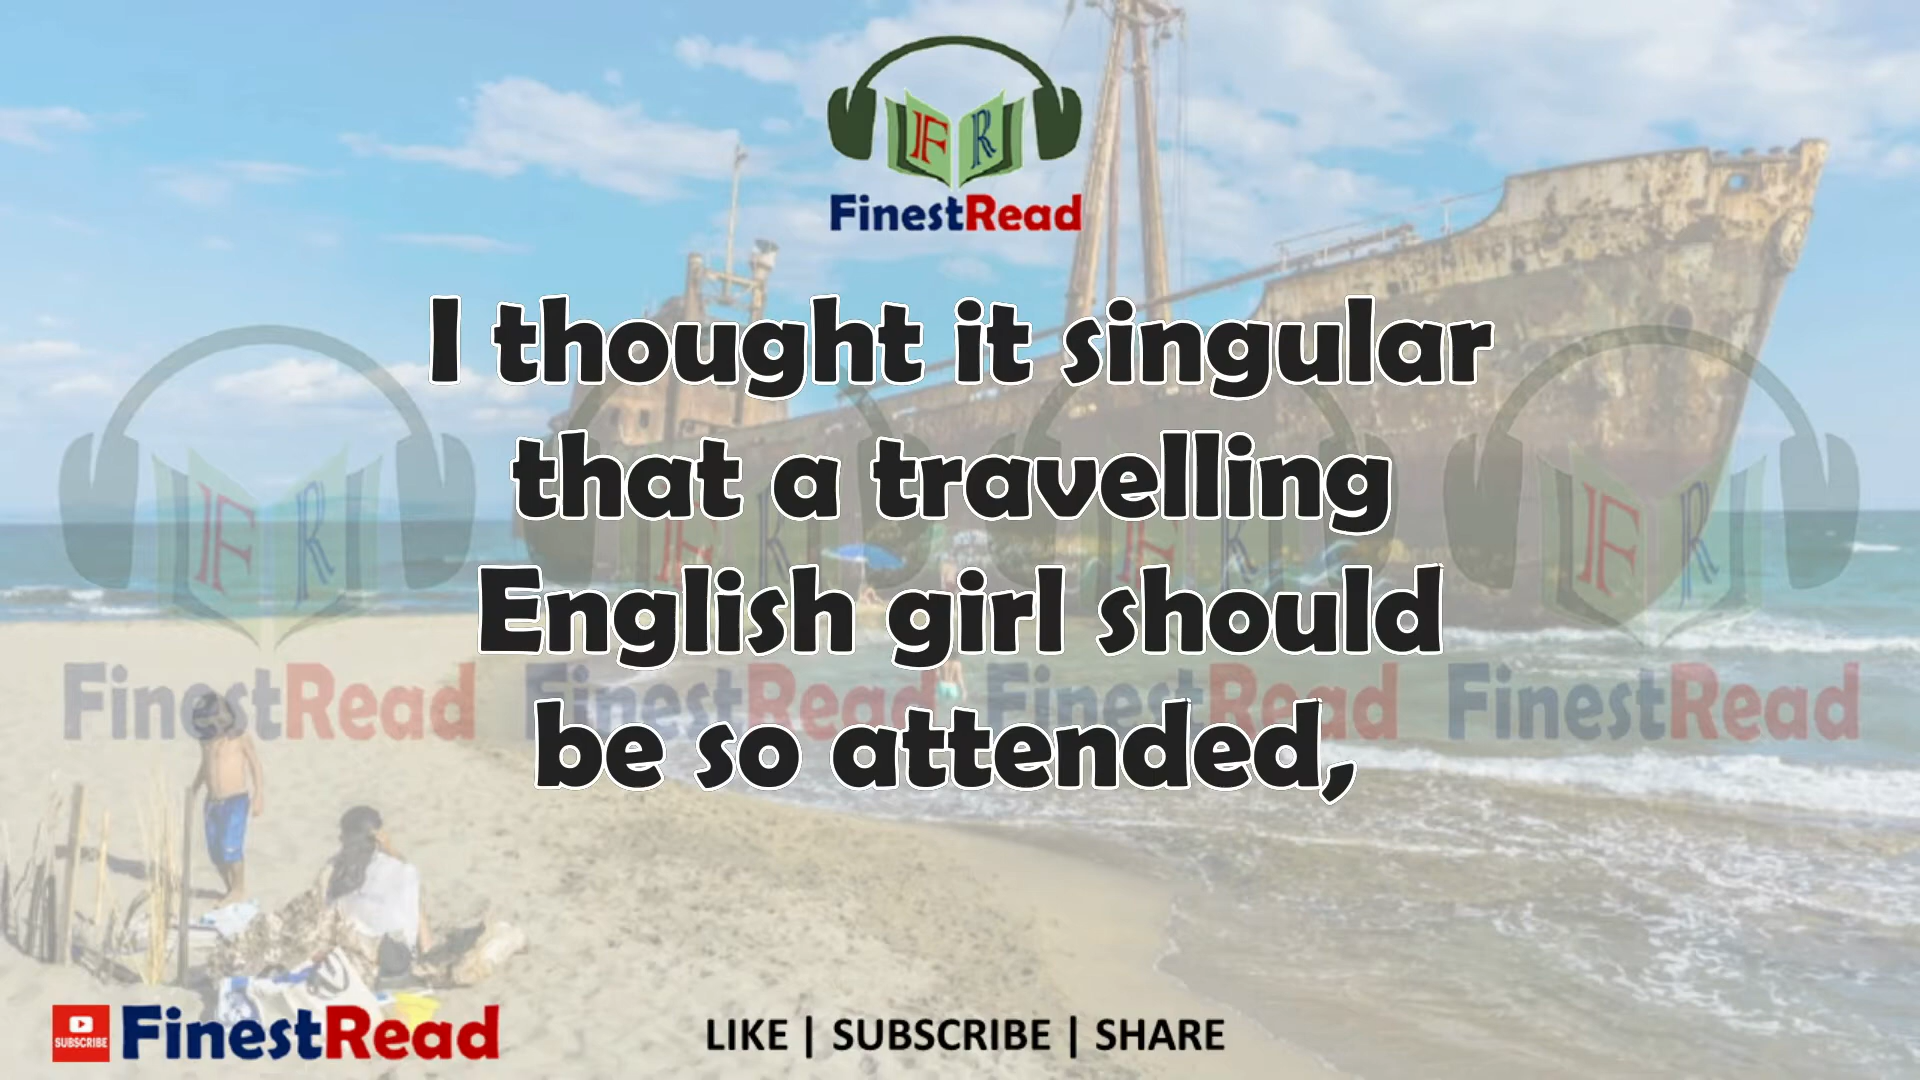 F R
FinestRead
I thought it singular
that a travelling
English girl should
be so attended,
F R
F R
F R
F R
FinestRead
FinestRead
FinestRead
FinestRead
SUBSCRIBE
FinestRead
LIKE | SUBSCRIBE | SHARE